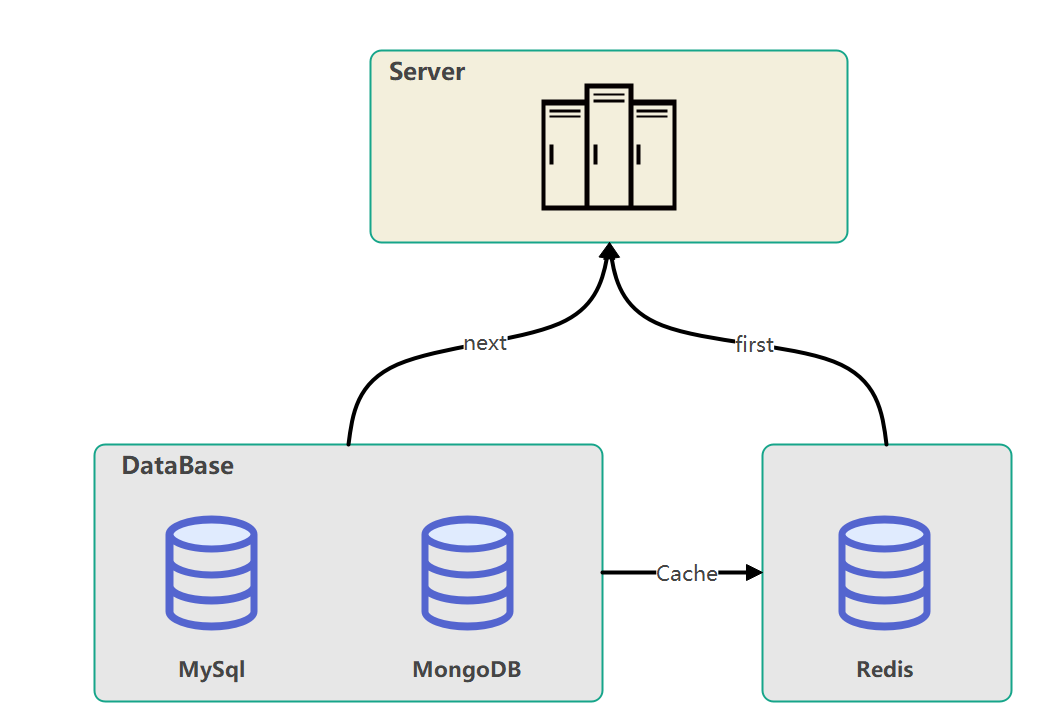 Server
next
first
DataBase
Cache
MySql
MongoDB
Redis